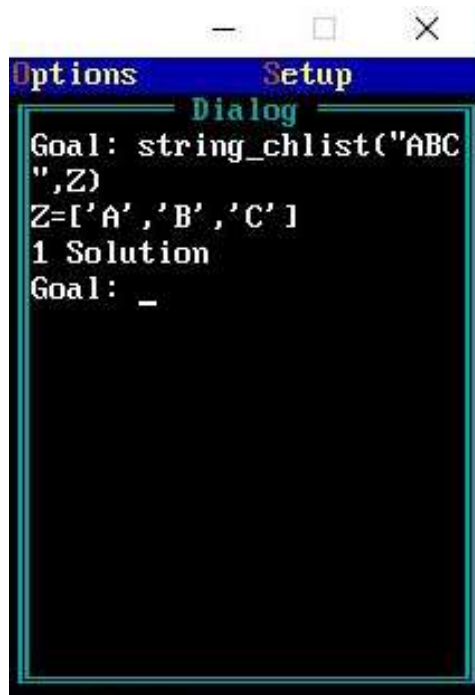 Options Setup
Dialog
Goal: string_chlist("ABC
",Z)
Z=['A','B','C']
1 Solution
Goal: _